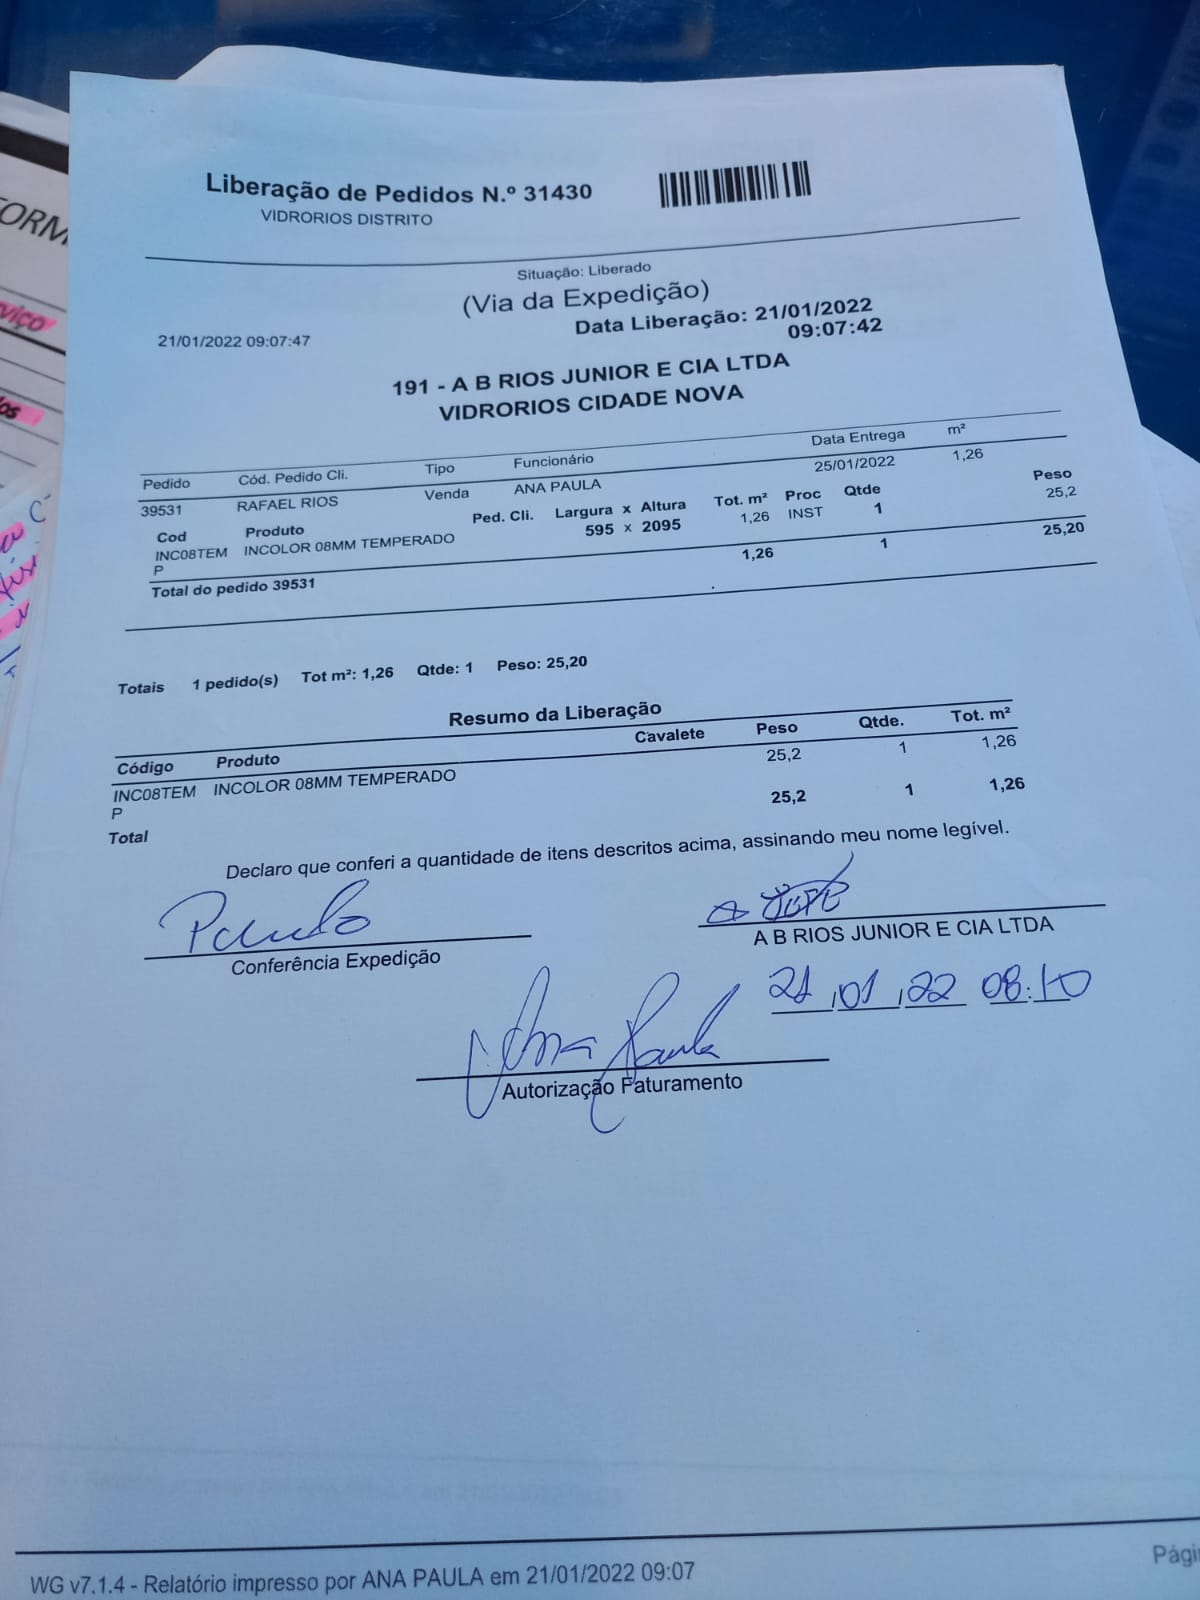 Liberação de Pedidos N.º 31430
VIDRORIOS DISTRITO
Situação: Liberado
(Via da Expedição)
21/01/2022 09:07:47
Data Liberação: 21/01/2022
09:07:42
191 - A B RIOS JUNIOR E CIA LTDA
VIDRORIOS CIDADE NOVA
Pedido Cód. Pedido Cli. Tipo Funcionário Data Entrega m²
39531 RAFAEL RIOS Venda ANA PAULA 25/01/2022 1,26
Cod Produto Ped. Cli. Largura x Altura Tot. m² Proc Qtde Peso
INC08TEM INCOLOR 08MM TEMPERADO 595 x 2095 1,26 INST 1 25,2
P
Total do pedido 39531 1,26 1 25,20
Totais 1 pedido(s) Tot m²: 1,26 Qtde: 1 Peso: 25,20
Resumo da Liberação
Código Produto Cavalete Peso Qtde. Tot. m²
INC08TEM INCOLOR 08MM TEMPERADO 25,2 1 1,26
P
Total 25,2 1 1,26
Declaro que conferi a quantidade de itens descritos acima, assinando meu nome legível.
Paulo
Conferência Expedição
A B RIOS JUNIOR E CIA LTDA
21/01/22 08:10
Ana Paula
Autorização Faturamento
WG v7.1.4 - Relatório impresso por ANA PAULA em 21/01/2022 09:07
Pági